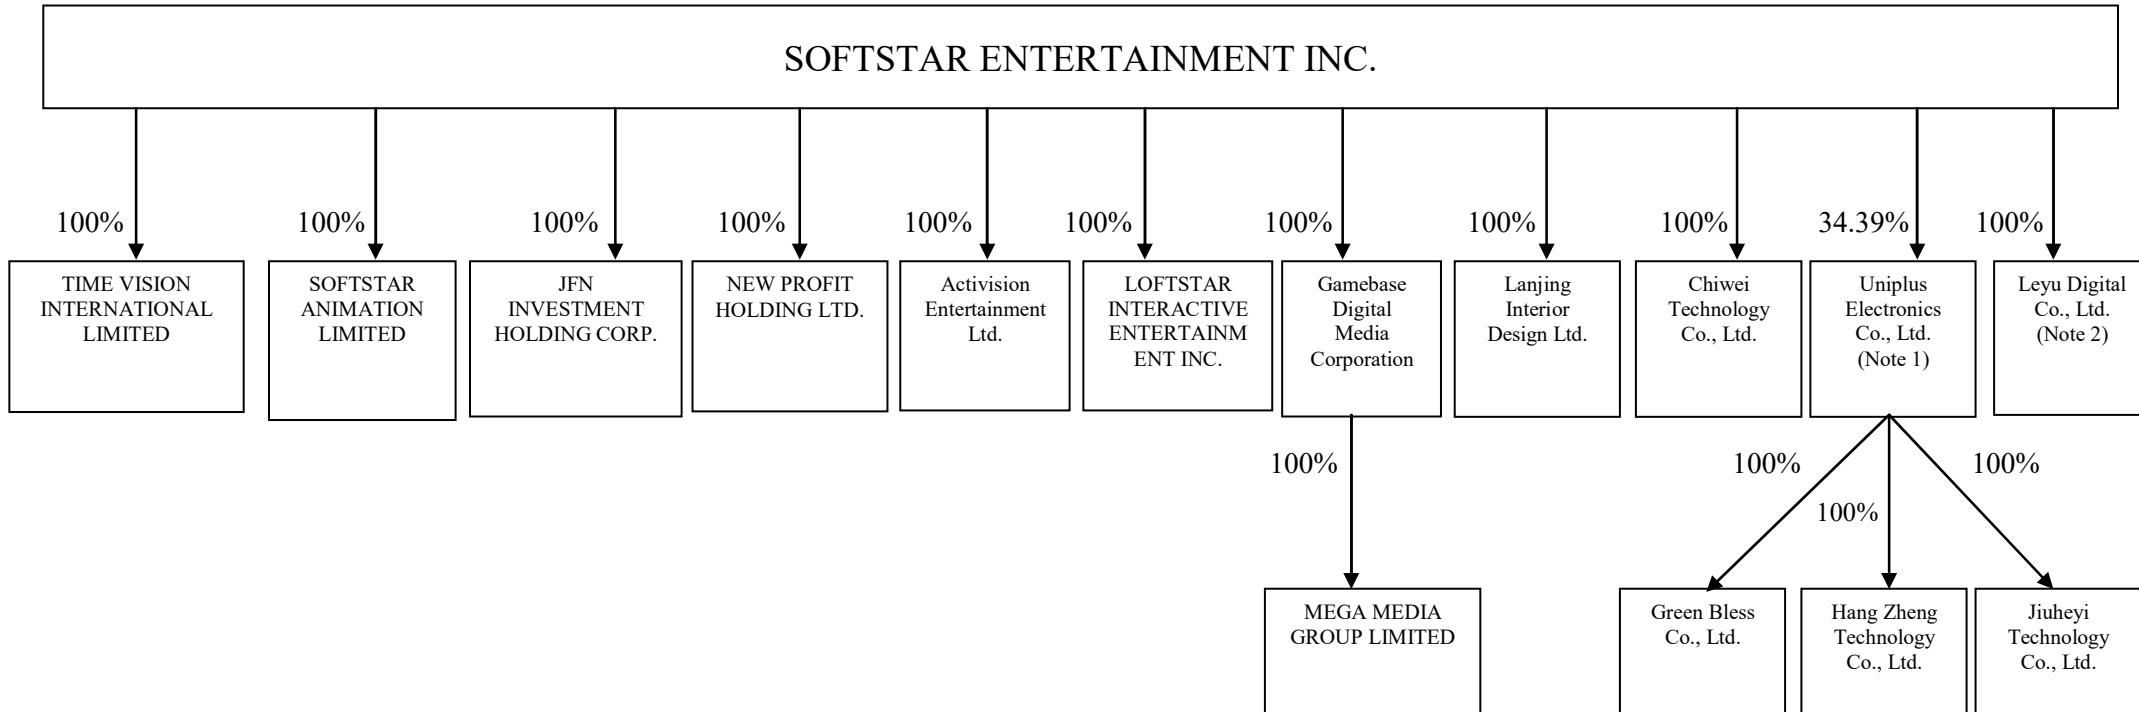 SOFTSTAR ENTERTAINMENT INC.
100%
100%
100%
100%
100%
100%
100%
100%
100%
34.39%
100%
TIME VISION
INTERNATIONAL
LIMITED
SOFTSTAR
ANIMATION
LIMITED
JFN
INVESTMENT
HOLDING CORP.
NEW PROFIT
HOLDING LTD.
Activision
Entertainment
Ltd.
LOFTSTAR
INTERACTIVE
ENTERTAINM
ENT INC.
Gamebase
Digital
Media
Corporation
Lanjing
Interior
Design Ltd.
Chiwei
Technology
Co., Ltd.
Uniplus
Electronics
Co., Ltd.
(Note 1)
Leyu Digital
Co., Ltd.
(Note 2)
100%
100%
100%
100%
MEGA MEDIA
GROUP LIMITED
Green Bless
Co., Ltd.
Hang Zheng
Technology
Co., Ltd.
Jiuheyi
Technology
Co., Ltd.